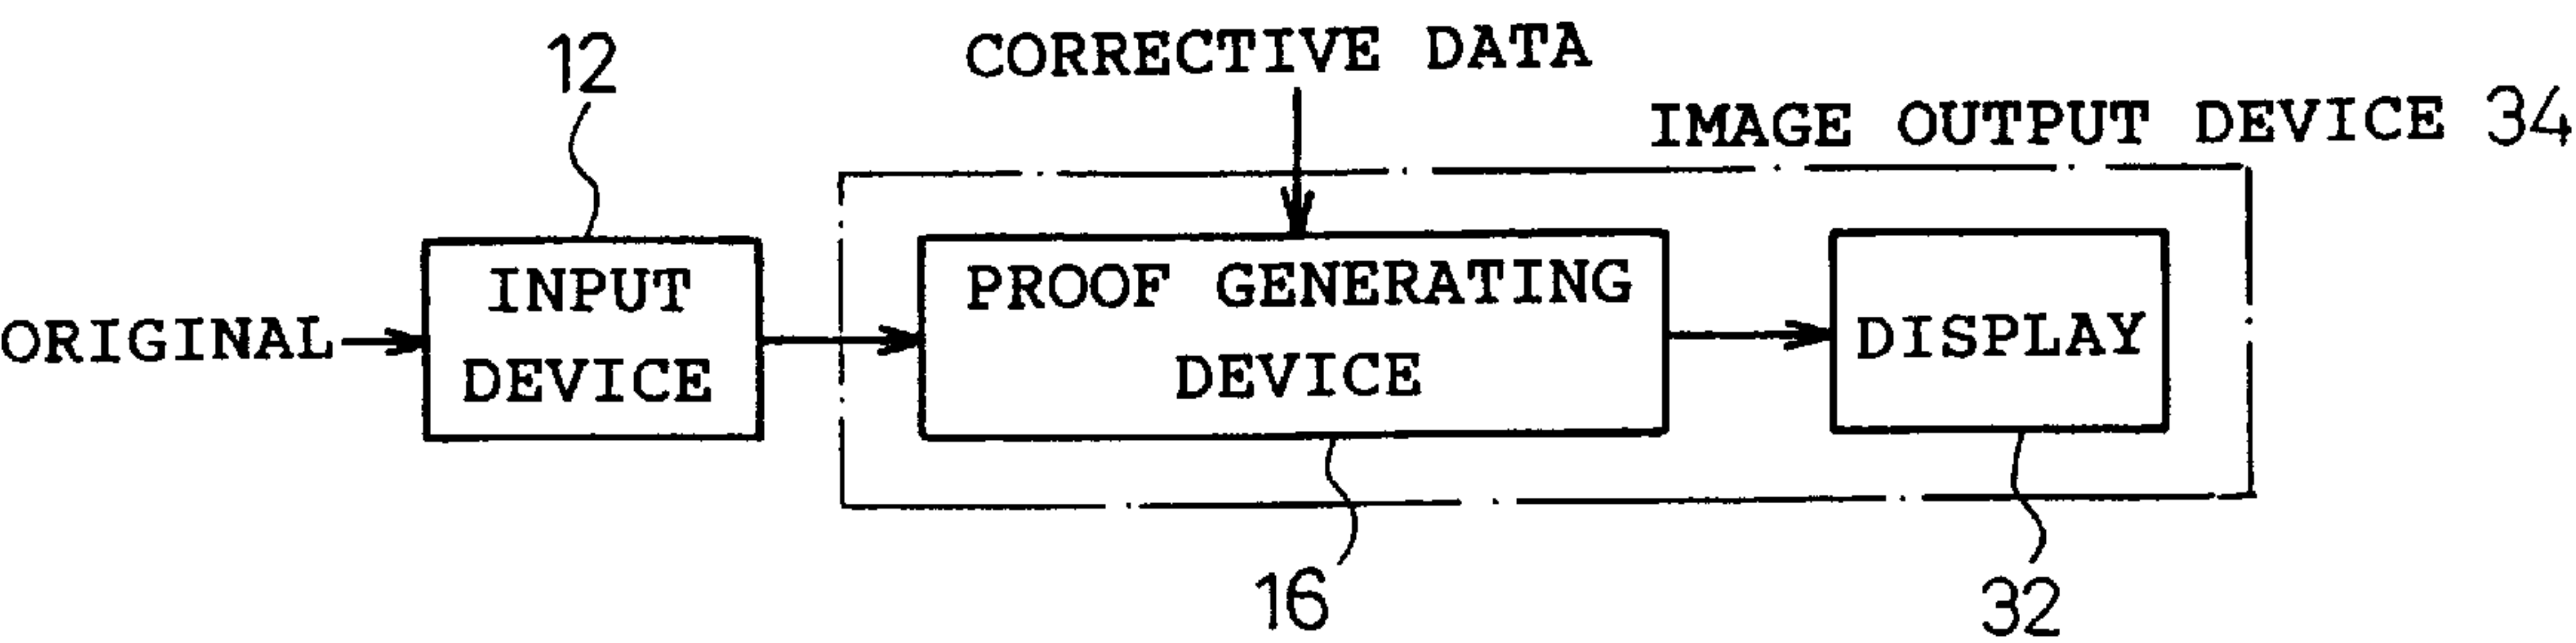 12
CORRECTIVE DATA
IMAGE OUTPUT DEVICE 34
ORIGINAL
INPUT
DEVICE
PROOF GENERATING
DEVICE
DISPLAY
16
32